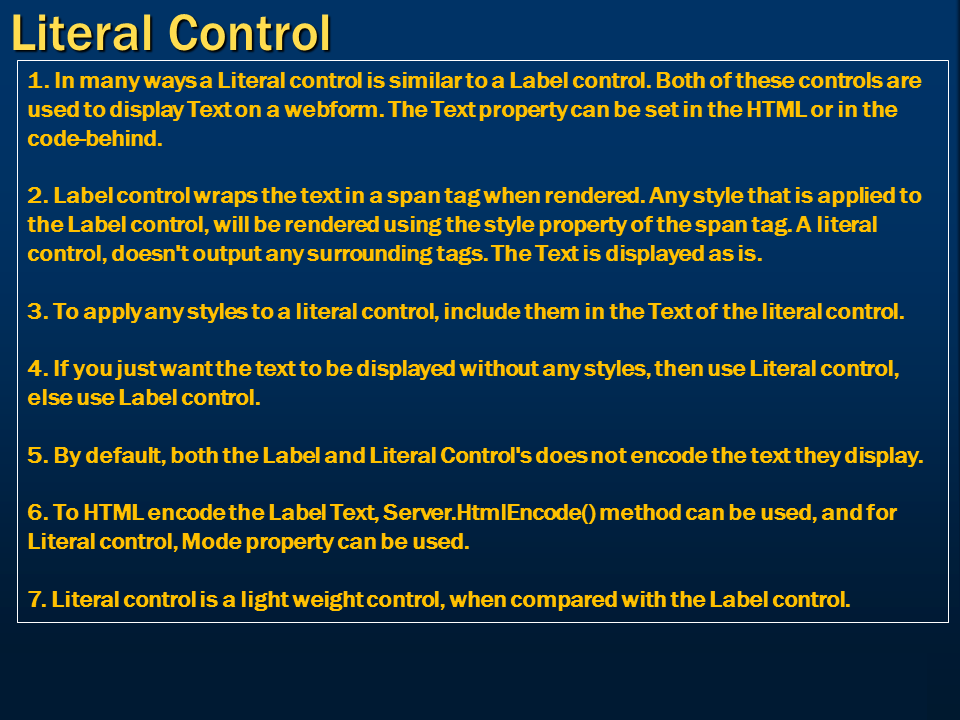 Literal Control
1. In many ways a Literal control is similar to a Label control. Both of these controls are
used to display Text on a webform. The Text property can be set in the HTML or in the
code-behind.
2. Label control wraps the text in a span tag when rendered. Any style that is applied to
the Label control, will be rendered using the style property of the span tag. A literal
control, doesn't output any surrounding tags. The Text is displayed as is.
3. To apply any styles to a literal control, include them in the Text of the literal control.
4. If you just want the text to be displayed without any styles, then use Literal control,
else use Label control.
5. By default, both the Label and Literal Control's does not encode the text they display.
6. To HTML encode the Label Text, Server.HtmlEncode() method can be used, and for
Literal control, Mode property can be used.
7. Literal control is a light weight control, when compared with the Label control.